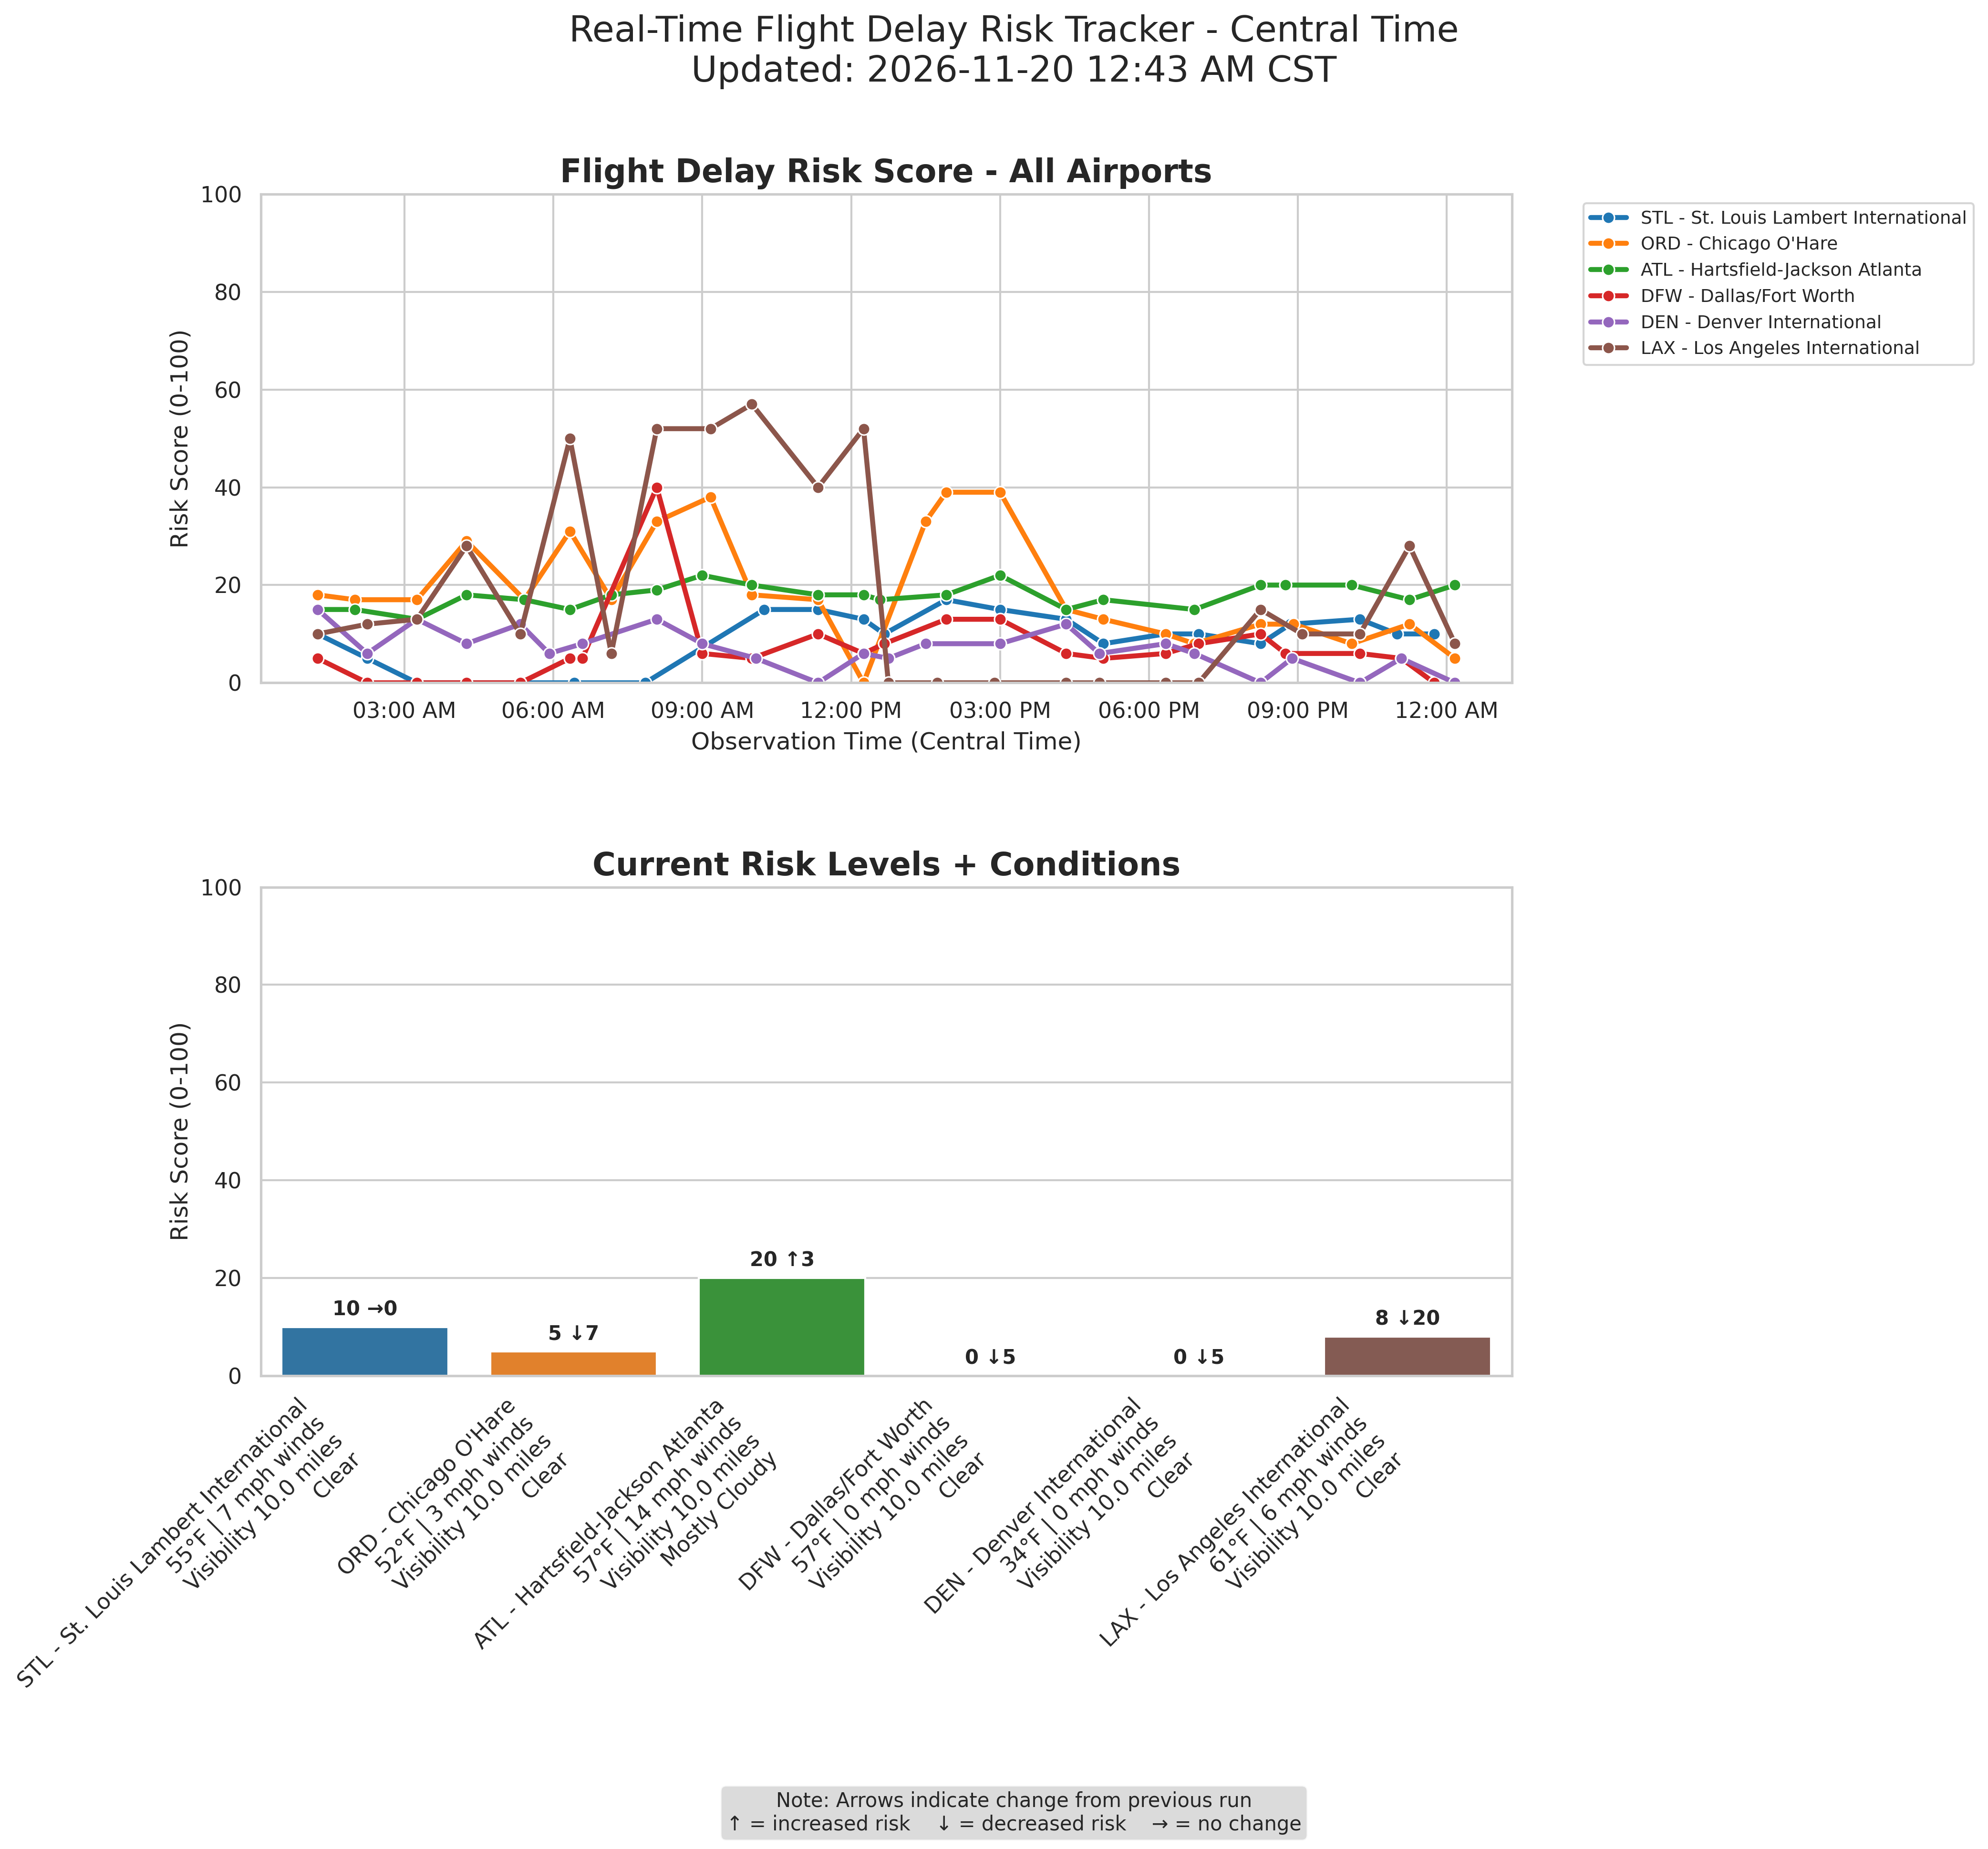 Real-Time Flight Delay Risk Tracker - Central Time
Updated: 2026-11-20 12:43 AM CST
Flight Delay Risk Score - All Airports
100
80
60
40
20
0
Risk Score (0-100)
03:00 AM
06:00 AM
09:00 AM
12:00 PM
03:00 PM
06:00 PM
09:00 PM
12:00 AM
Observation Time (Central Time)
STL - St. Louis Lambert International
ORD - Chicago O'Hare
ATL - Hartsfield-Jackson Atlanta
DFW - Dallas/Fort Worth
DEN - Denver International
LAX - Los Angeles International
Current Risk Levels + Conditions
100
80
60
40
20
0
Risk Score (0-100)
10 →0
5 ↓7
20 ↑3
0 ↓5
0 ↓5
8 ↓20
STL - St. Louis Lambert International
55°F | 7 mph winds
Visibility 10.0 miles
Clear
ORD - Chicago O'Hare
52°F | 3 mph winds
Visibility 10.0 miles
Clear
ATL - Hartsfield-Jackson Atlanta
57°F | 14 mph winds
Visibility 10.0 miles
Mostly Cloudy
DFW - Dallas/Fort Worth
57°F | 0 mph winds
Visibility 10.0 miles
Clear
DEN - Denver International
34°F | 0 mph winds
Visibility 10.0 miles
Clear
LAX - Los Angeles International
61°F | 6 mph winds
Visibility 10.0 miles
Clear
Note: Arrows indicate change from previous run
↑ = increased risk    ↓ = decreased risk    → = no change